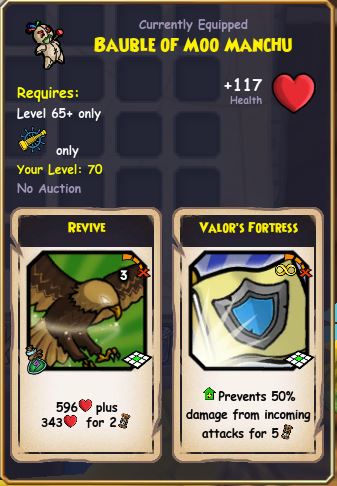 Currently Equipped
BAUBLE OF MOO MANCHU
+117
Health
Requires:
Level 65+ only
only
Your Level: 70
No Auction
REVIVE
VALOR'S FORTRESS
3
596 plus
343 for 2
Prevents 50%
damage from incoming
attacks for 5